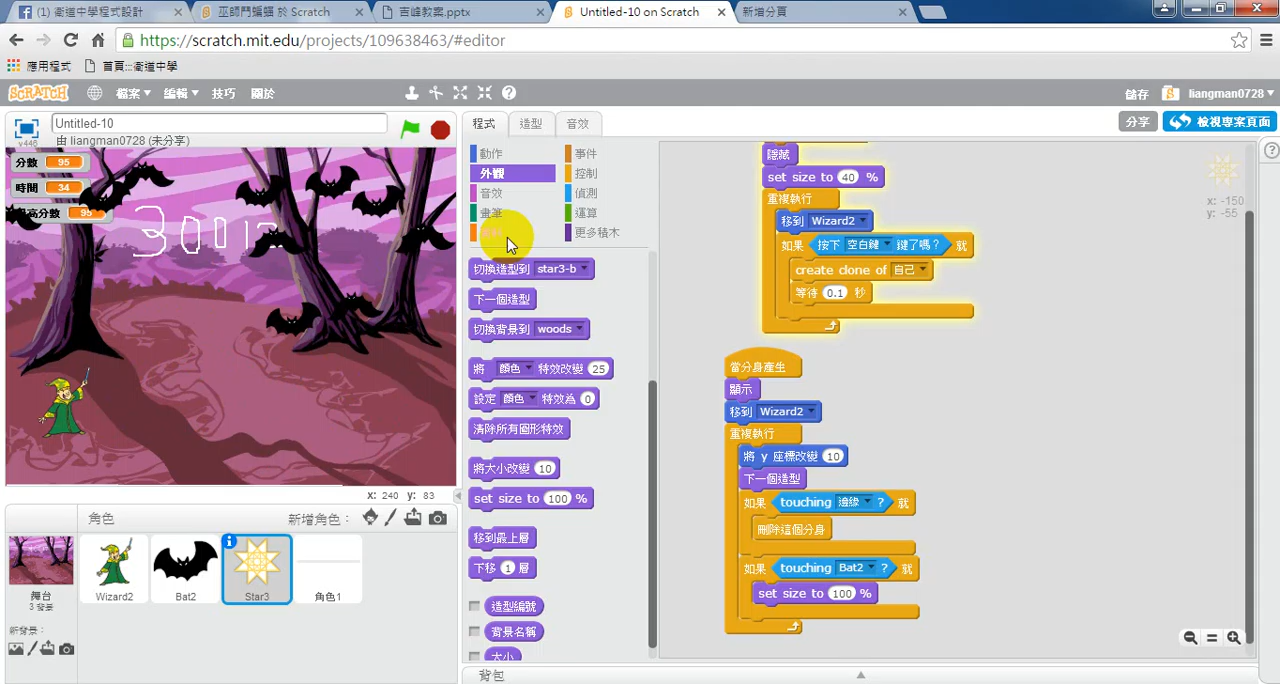 (1) 衛道中學程式設計
巫師鬥蝙蝠 於 Scratch
吉峰教案.pptx
Untitled-10 on Scratch
新增分頁
https://scratch.mit.edu/projects/109638463/#editor
應用程式
首頁:::衛道中學
SCRATCH
檔案
編輯
技巧
關於
儲存
liangman0728
v446
Untitled-10
由 liangman0728 (未分享)
程式
造型
音效
分享
檢視專案頁面
分數 95
時間 34
最高分數 95
動作
外觀
音效
畫筆
事件
控制
偵測
運算
更多積木
切換造型到 star3-b
下一個造型
切換背景到 woods
將 顏色 特效改變 25
設定 顏色 特效為 0
清除所有圖形特效
將大小改變 10
set size to 100 %
移到最上層
下移 1 層
造型編號
背景名稱
大小
隱藏
set size to 40 %
重複執行
移到 Wizard2
如果 按下 空白鍵 鍵了嗎? 就
create clone of 自己
等待 0.1 秒
當分身產生
顯示
移到 Wizard2
重複執行
將 y 座標改變 10
下一個造型
如果 touching 邊緣 ? 就
刪除這個分身
如果 touching Bat2 ? 就
set size to 100 %
x: -150
y: -55
x: 240 y: 83
角色
新增角色:
舞台
3 背景
新背景:
Wizard2
Bat2
Star3
角色1
背包